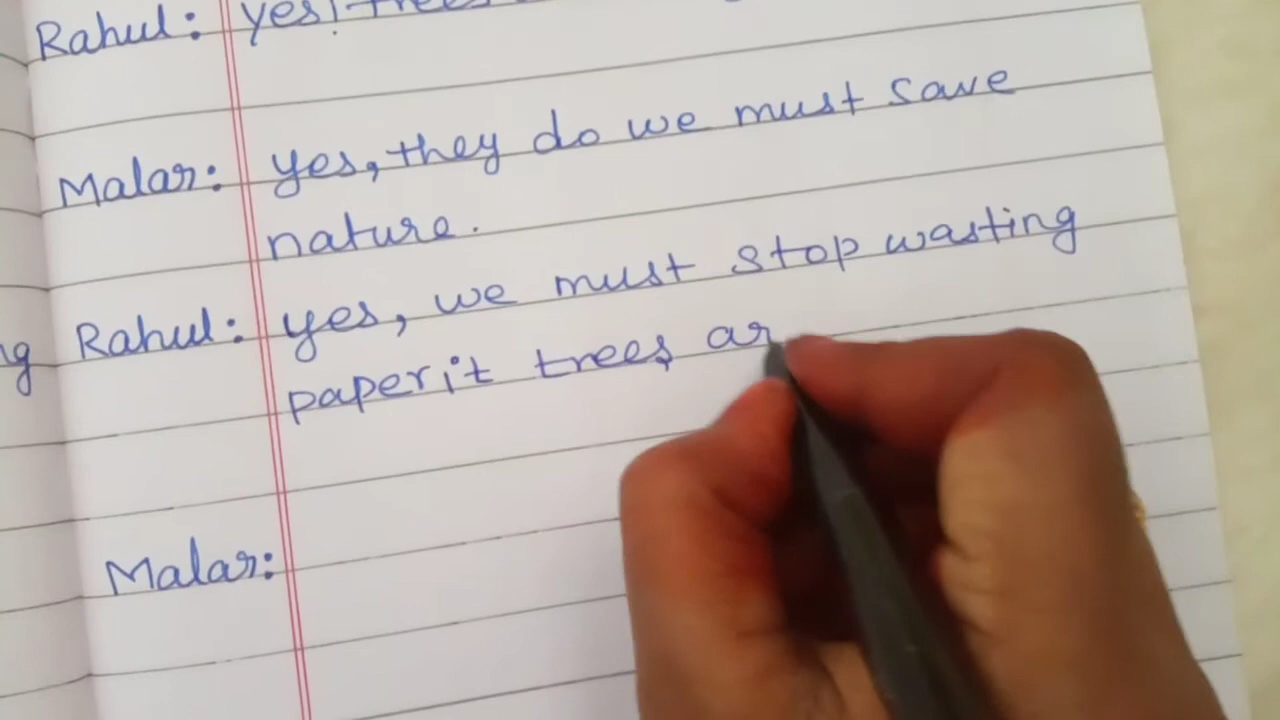 Rahul: yes! trees
Malar: yes, they do we must save
nature.
Rahul: yes, we must stop wasting
paper it trees ar
Malar: